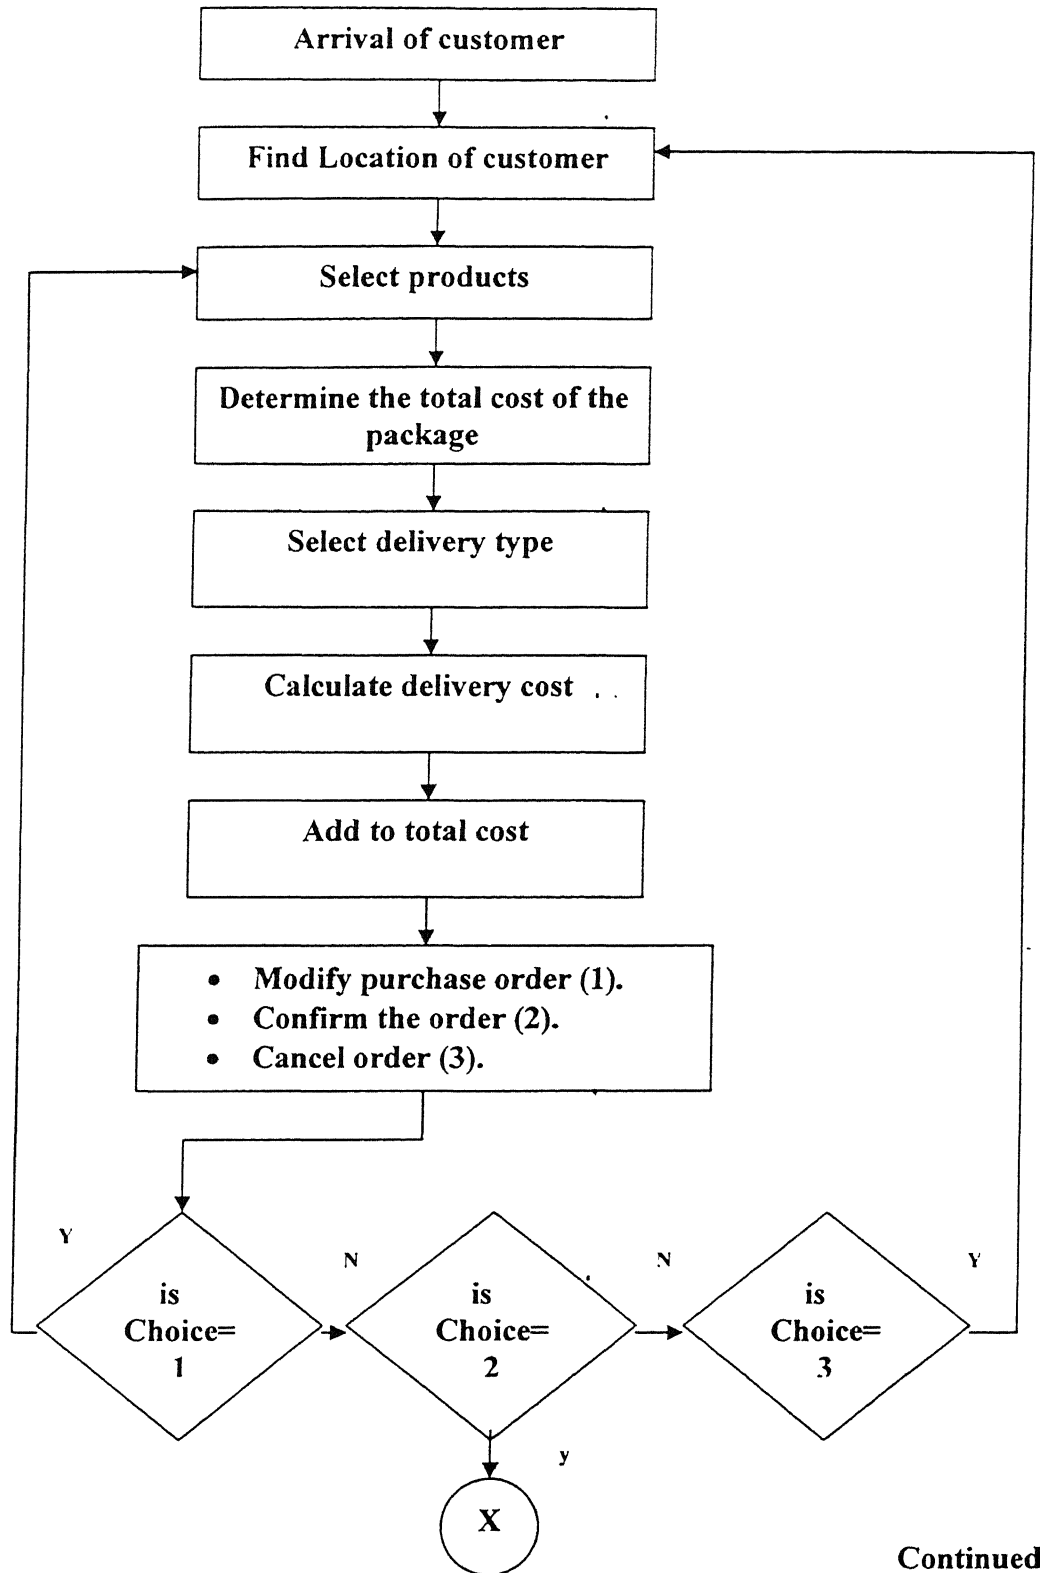 Arrival of customer
Find Location of customer
Select products
Determine the total cost of the
package
Select delivery type
Calculate delivery cost
Add to total cost
• Modify purchase order (1).
• Confirm the order (2).
• Cancel order (3).
Y
N
N
Y
is
Choice=
1
is
Choice=
2
is
Choice=
3
y
X
Continued